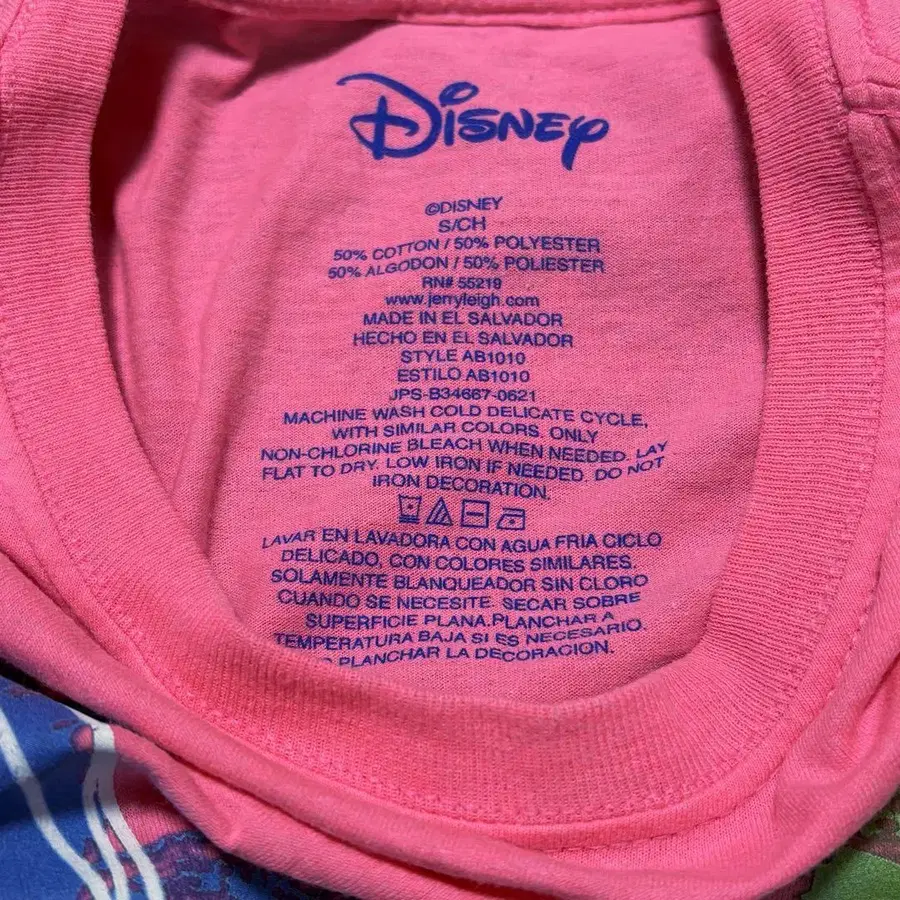 Disney
©DISNEY
S/CH
50% COTTON / 50% POLYESTER
50% ALGODON / 50% POLIESTER
RN# 55219
www.jerryleigh.com
MADE IN EL SALVADOR
HECHO EN EL SALVADOR
STYLE AB1010
ESTILO AB1010
JPS-B34667-0621
MACHINE WASH COLD DELICATE CYCLE,
WITH SIMILAR COLORS. ONLY
NON-CHLORINE BLEACH WHEN NEEDED. LAY
FLAT TO DRY. LOW IRON IF NEEDED. DO NOT
IRON DECORATION.
LAVAR EN LAVADORA CON AGUA FRIA CICLO
DELICADO, CON COLORES SIMILARES.
SOLAMENTE BLANQUEADOR SIN CLORO
CUANDO SE NECESITE. SECAR SOBRE
SUPERFICIE PLANA.PLANCHAR A
TEMPERATURA BAJA SI ES NECESARIO.
PLANCHAR LA DECORACION.